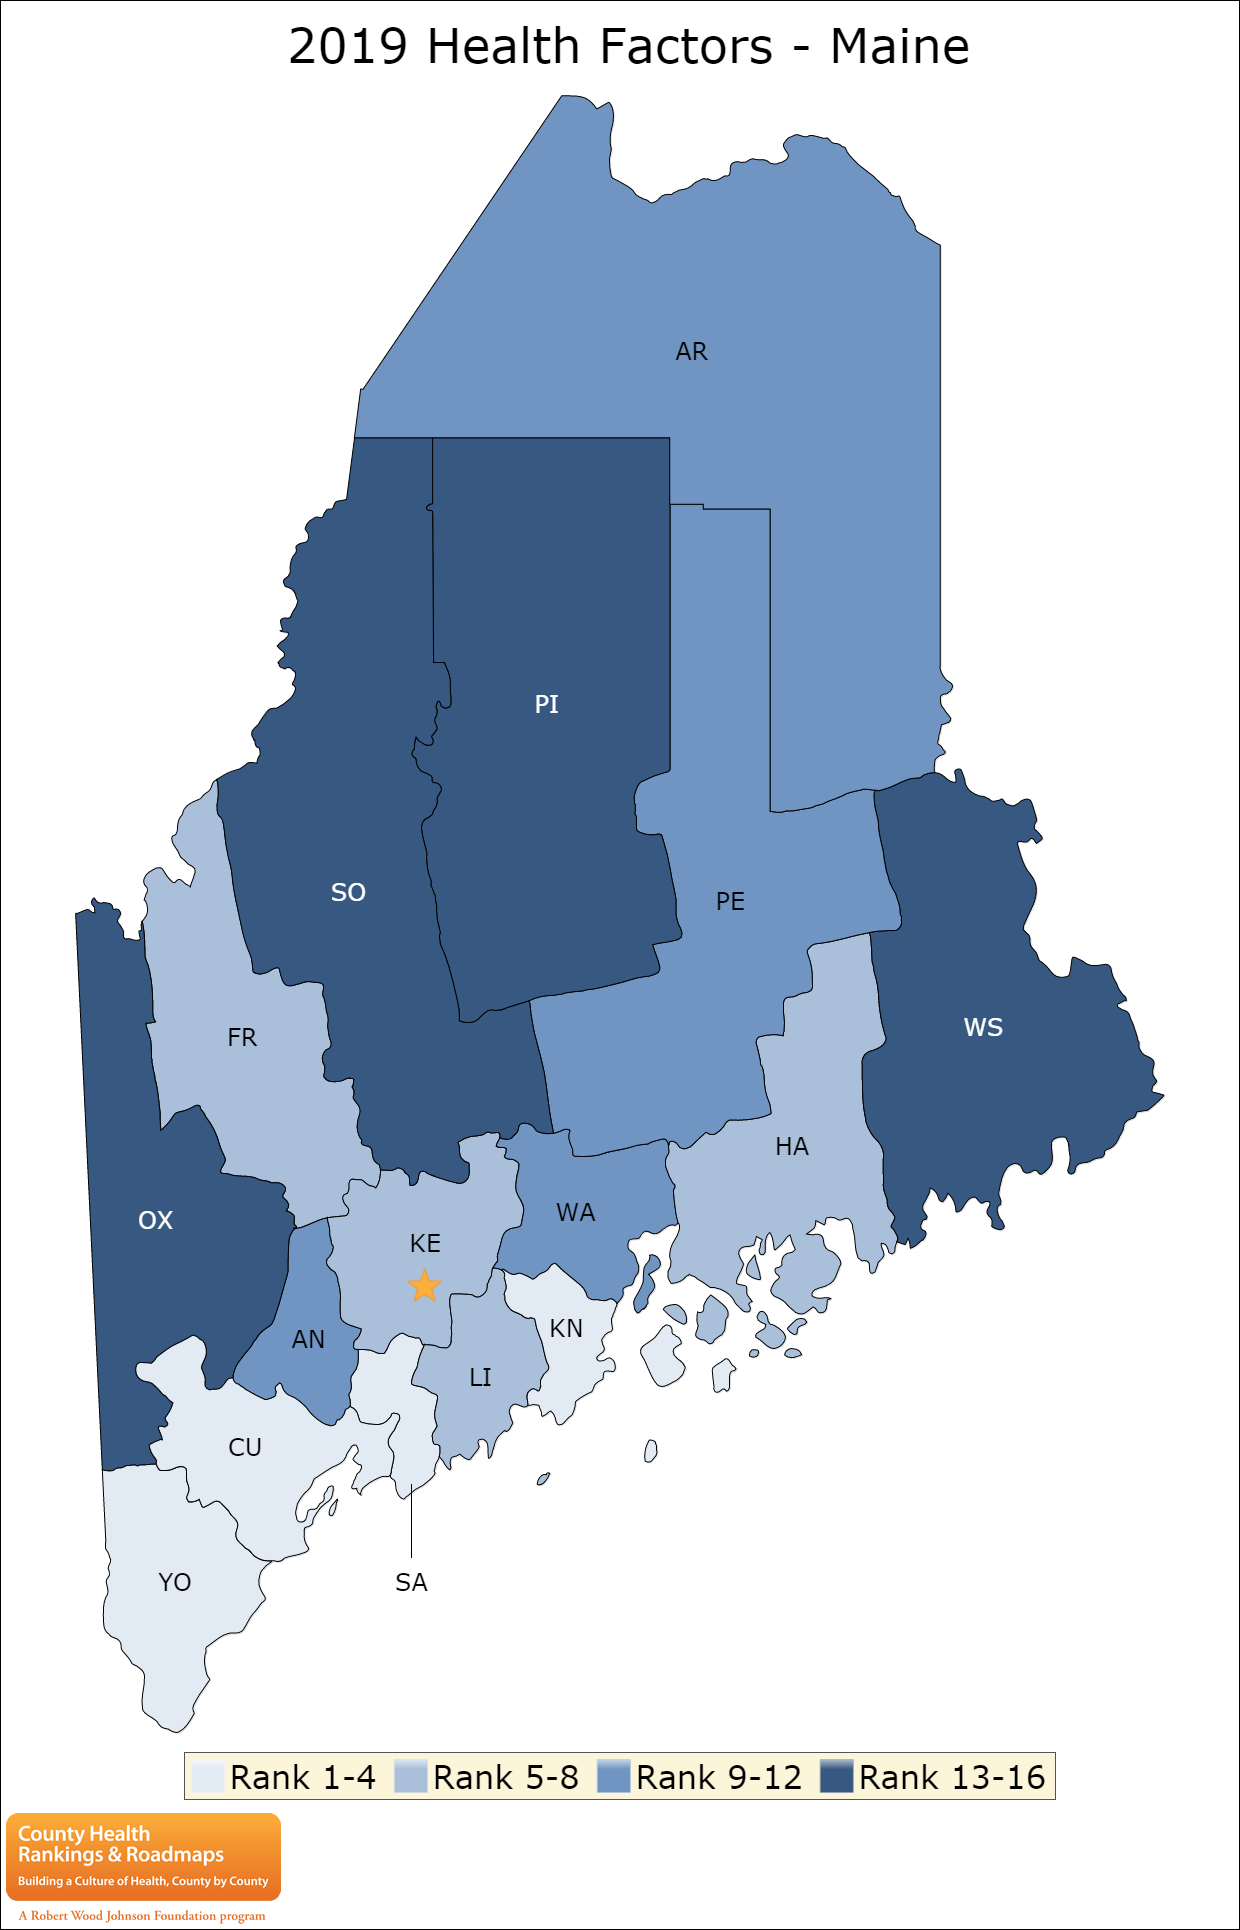 2019 Health Factors - Maine
AR
PI
SO
PE
WS
FR
HA
OX
WA
KE
KN
AN
LI
CU
YO
SA
Rank 1-4 Rank 5-8 Rank 9-12 Rank 13-16
County Health
Rankings & Roadmaps
Building a Culture of Health, County by County
A Robert Wood Johnson Foundation program